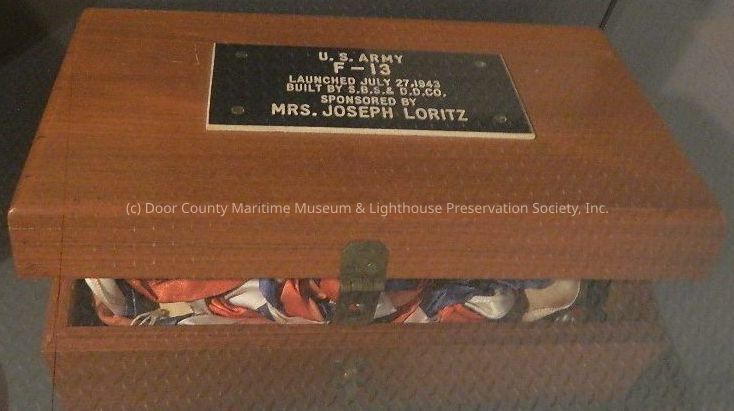 U.S. ARMY
F-13
LAUNCHED JULY 27,1943
BUILT BY S.B.S.& D.D.CO.
SPONSORED BY
MRS. JOSEPH LORITZ
(c) Door County Maritime Museum & Lighthouse Preservation Society, Inc.